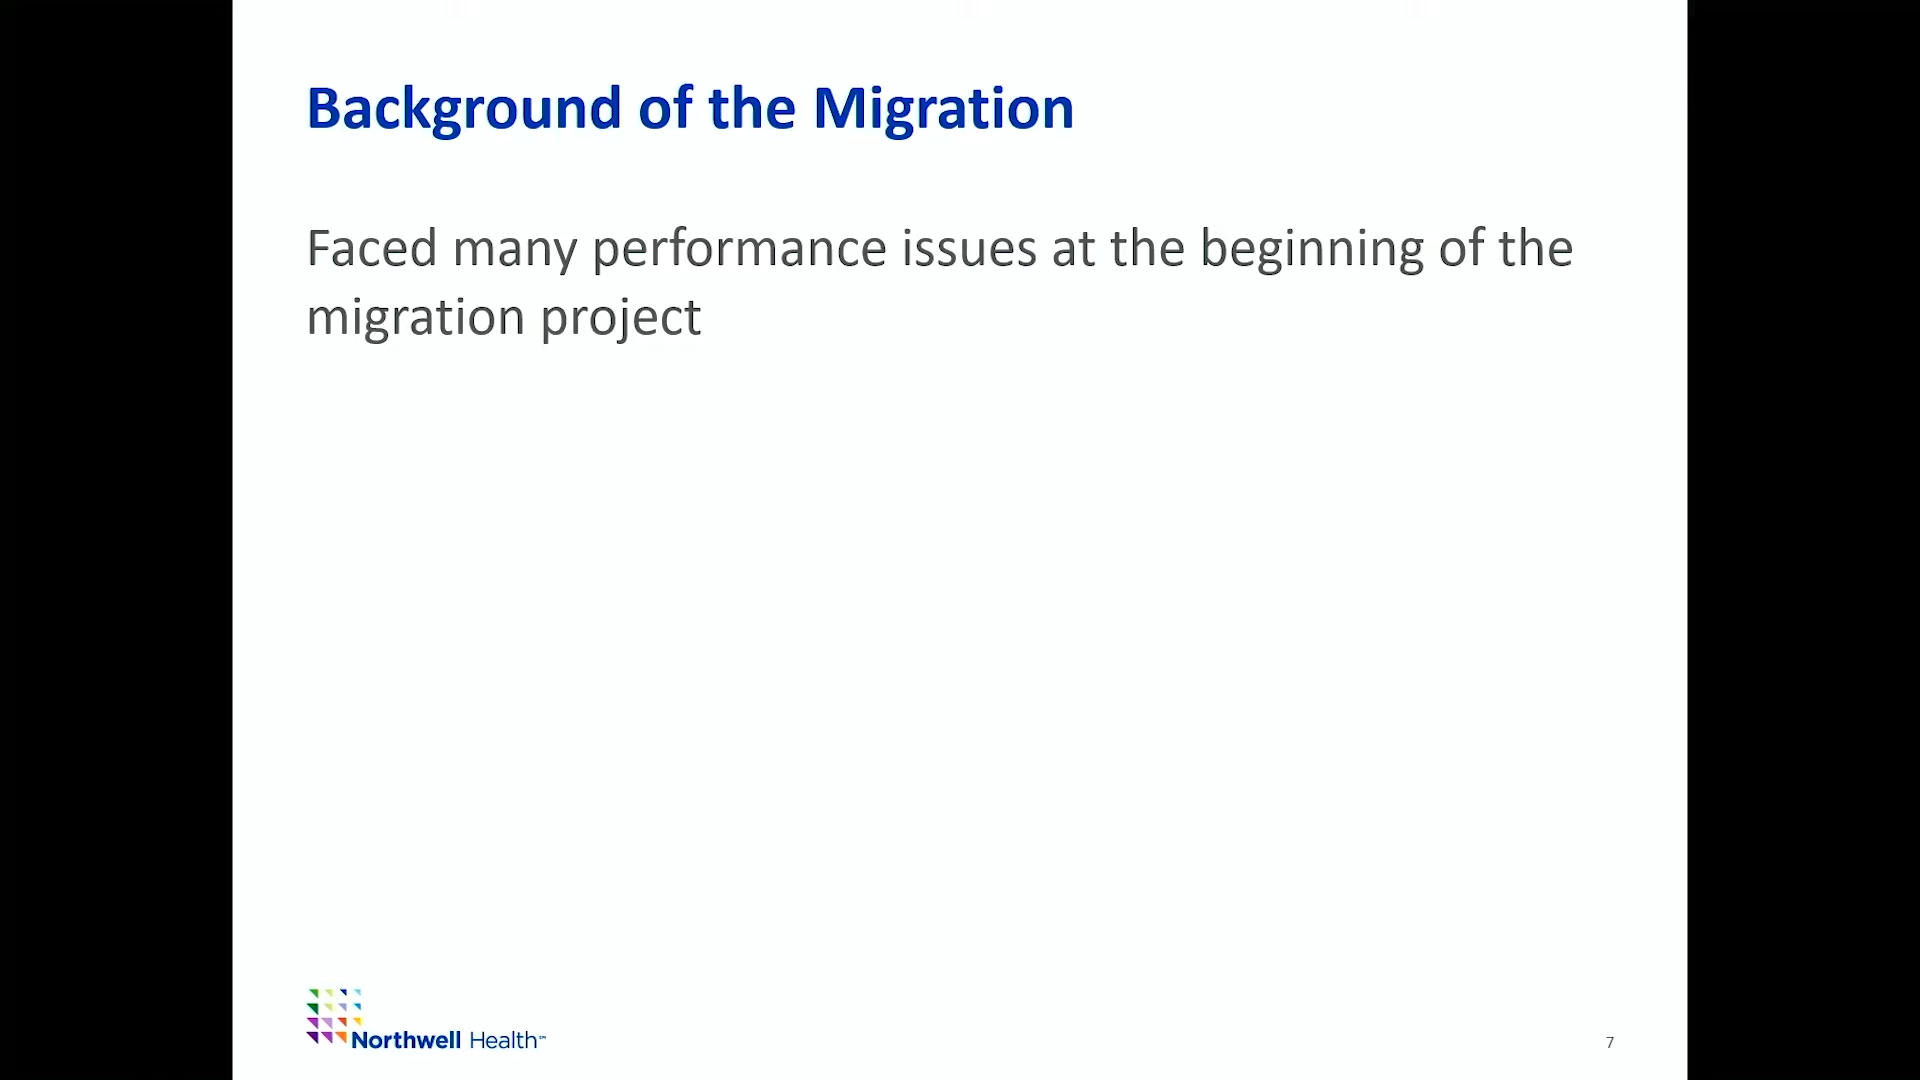 Background of the Migration
Faced many performance issues at the beginning of the
migration project
Northwell Health™
7